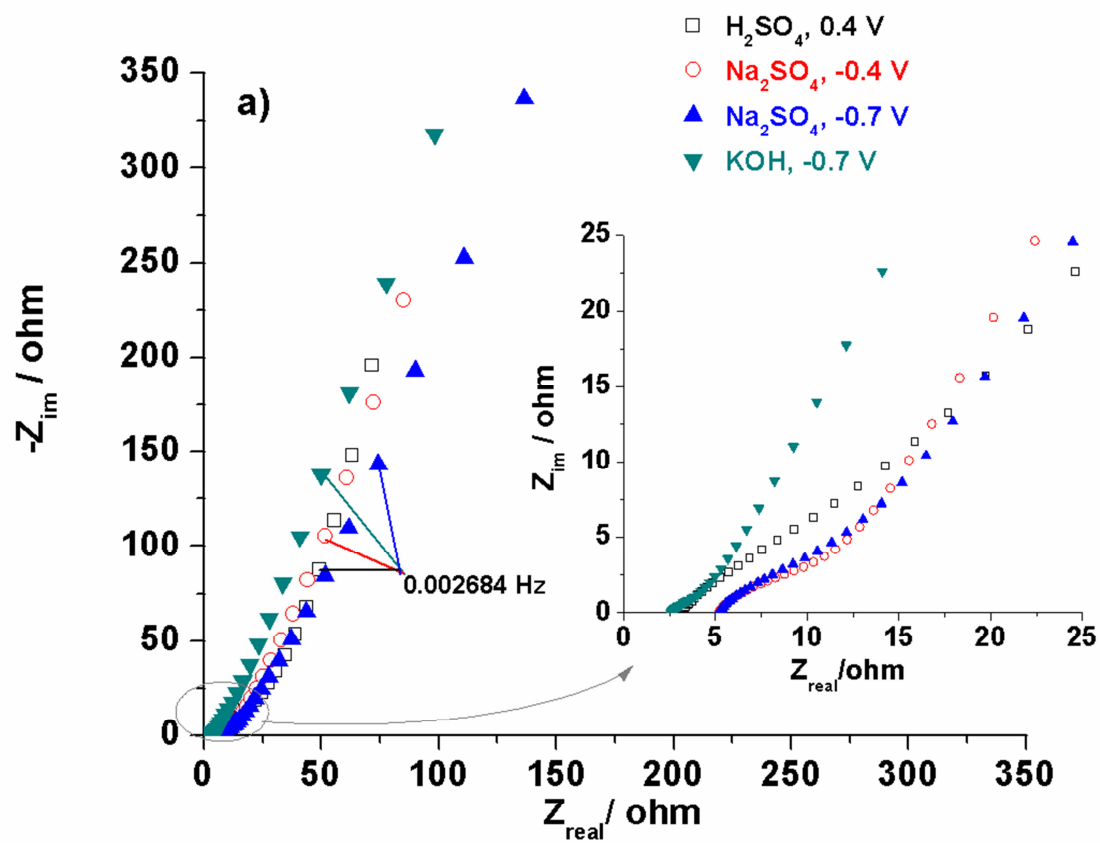 H₂SO₄, 0.4 V
Na₂SO₄, -0.4 V
Na₂SO₄, -0.7 V
KOH, -0.7 V
a)
350
300
250
200
150
100
50
0
-Z_im / ohm
0 50 100 150 200 250 300 350
Z_real/ ohm
0.002684 Hz
25
20
15
10
5
0
Z_im / ohm
0 5 10 15 20 25
Z_real/ohm